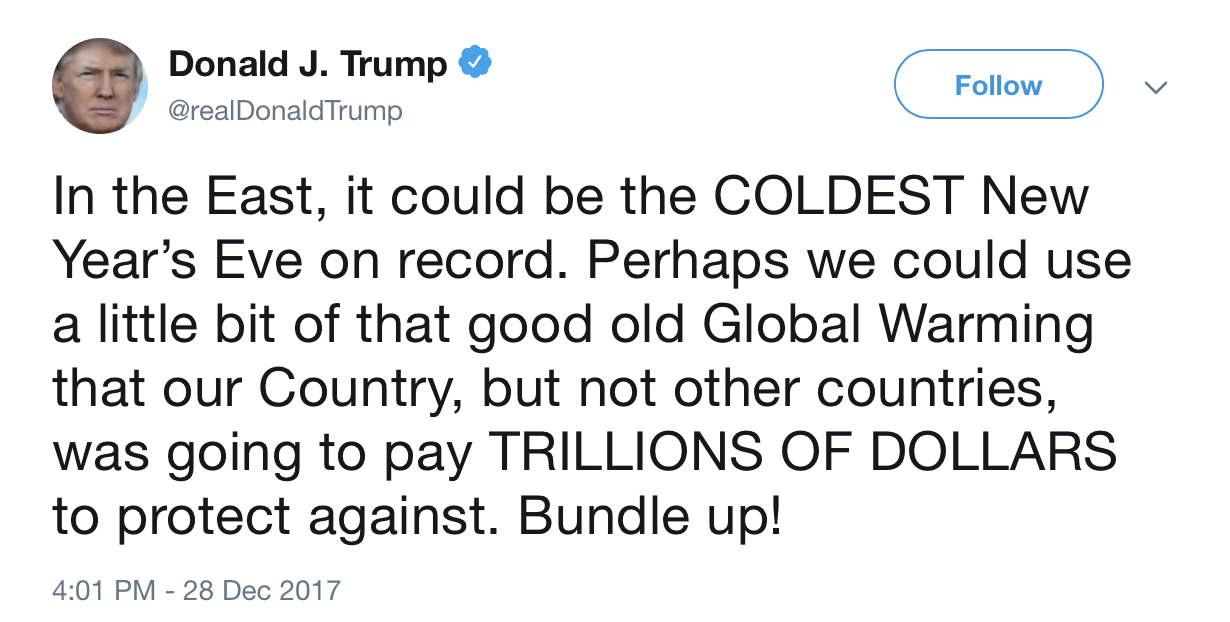 Donald J. Trump
@realDonaldTrump
Follow
In the East, it could be the COLDEST New
Year’s Eve on record. Perhaps we could use
a little bit of that good old Global Warming
that our Country, but not other countries,
was going to pay TRILLIONS OF DOLLARS
to protect against. Bundle up!
4:01 PM - 28 Dec 2017